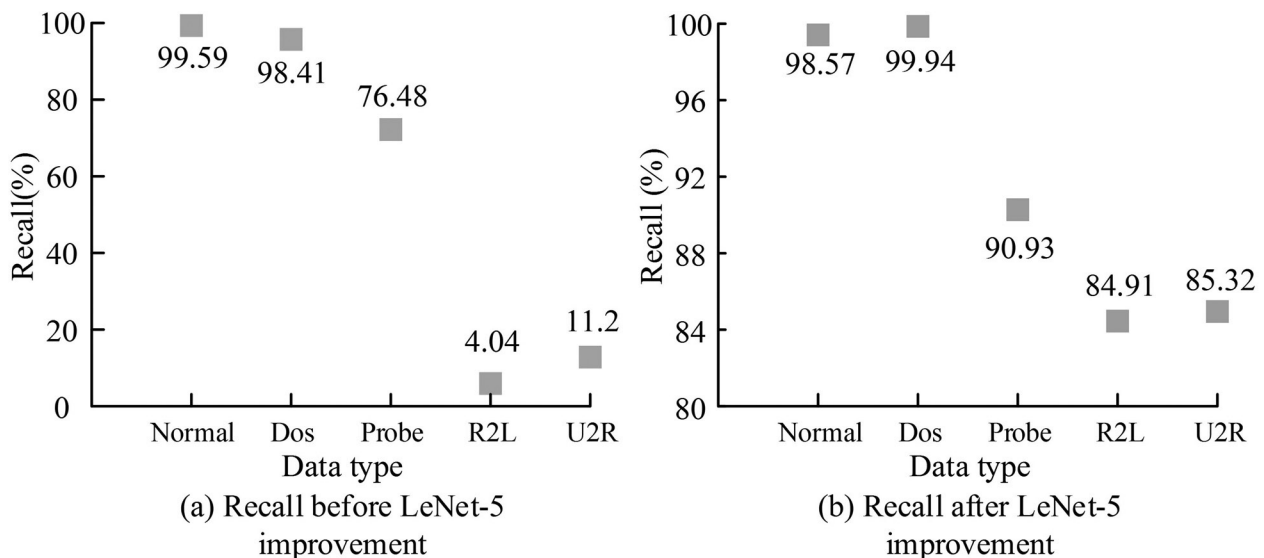 100
80
60
40
20
0
Recall(%)
99.59
98.41
76.48
4.04
11.2
Normal
Dos
Probe
R2L
U2R
Data type
(a) Recall before LeNet-5
improvement
100
96
92
88
84
80
Recall (%)
98.57
99.94
90.93
84.91
85.32
Normal
Dos
Probe
R2L
U2R
Data type
(b) Recall after LeNet-5
improvement